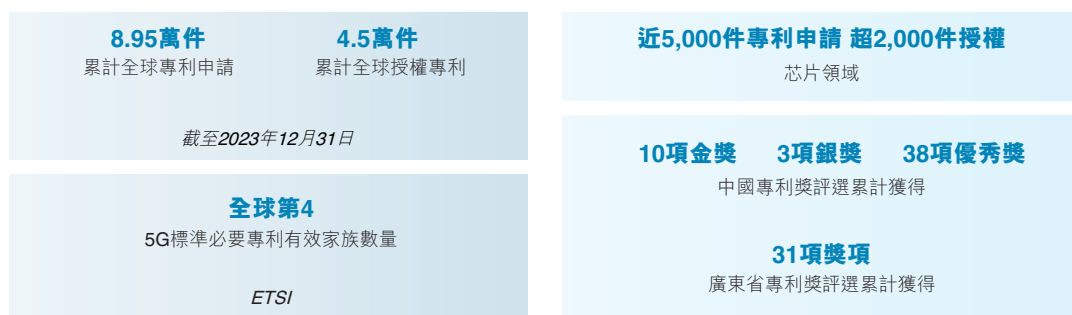 8.95萬件 4.5萬件
累計全球專利申請 累計全球授權專利
截至2023年12月31日
全球第4
5G標準必要專利有效家族數量
ETSI
近5,000件專利申請 超2,000件授權
芯片領域
10項金獎 3項銀獎 38項優秀獎
中國專利獎評選累計獲得
31項獎項
廣東省專利獎評選累計獲得